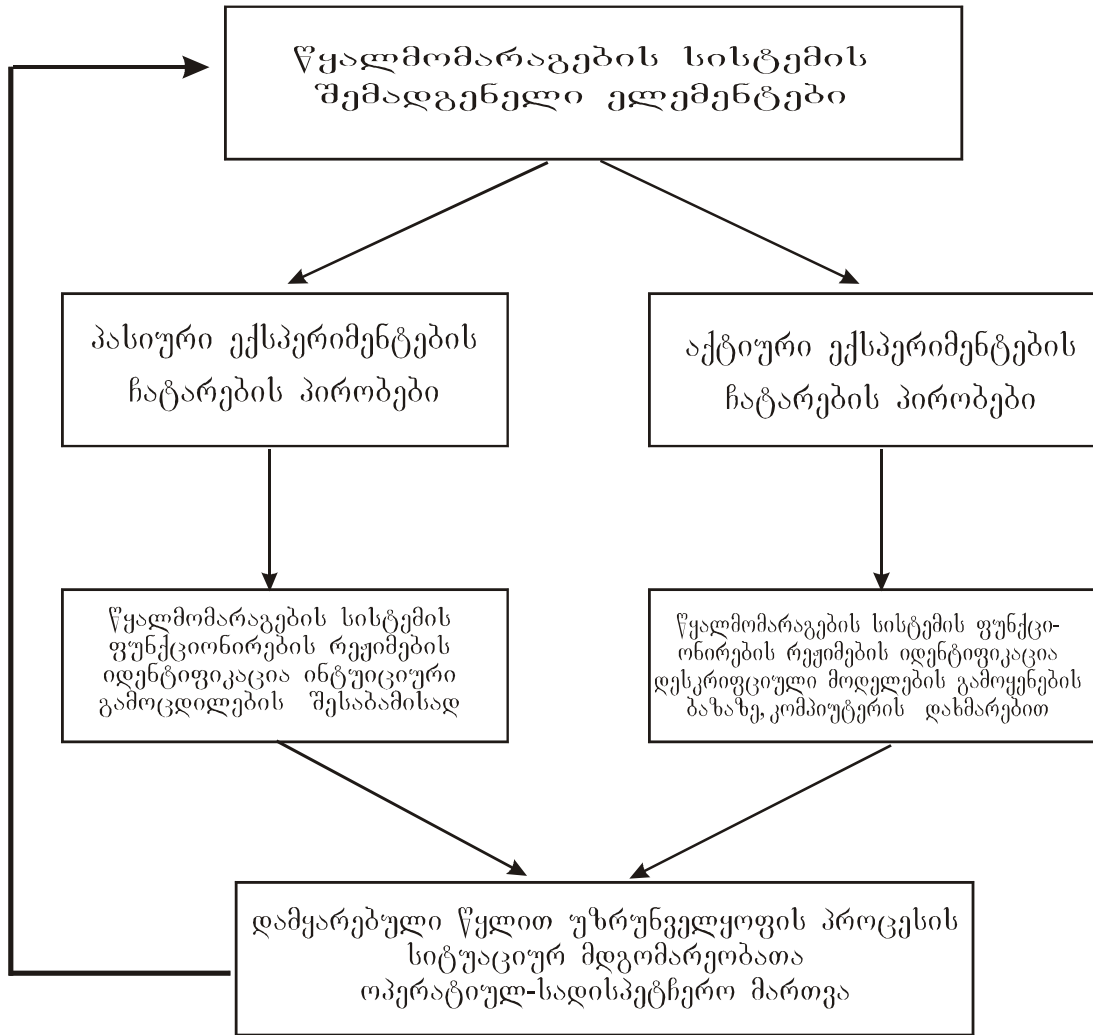 წყალმომარაგების სისტემის
შემადგენელი ელემენტები
პასიური ექსპერიმენტების
ჩატარების პირობები
აქტიური ექსპერიმენტების
ჩატარების პირობები
წყალმომარაგების სისტემის
ფუნქციონირების რეჟიმების
იდენტიფიკაცია ინტუიციური
გამოცდილების შესაბამისად
წყალმომარაგების სისტემის ფუნქცი-
ონირების რეჟიმების იდენტიფიკაცია
დესკრიფციული მოდელების გამოყენების
ბაზაზე, კომპიუტერის დახმარებით
დამყარებული წყლით უზრუნველყოფის პროცესის
სიტუაციურ მდგომარეობათა
ოპერატიულ-სადისპეტჩერო მართვა